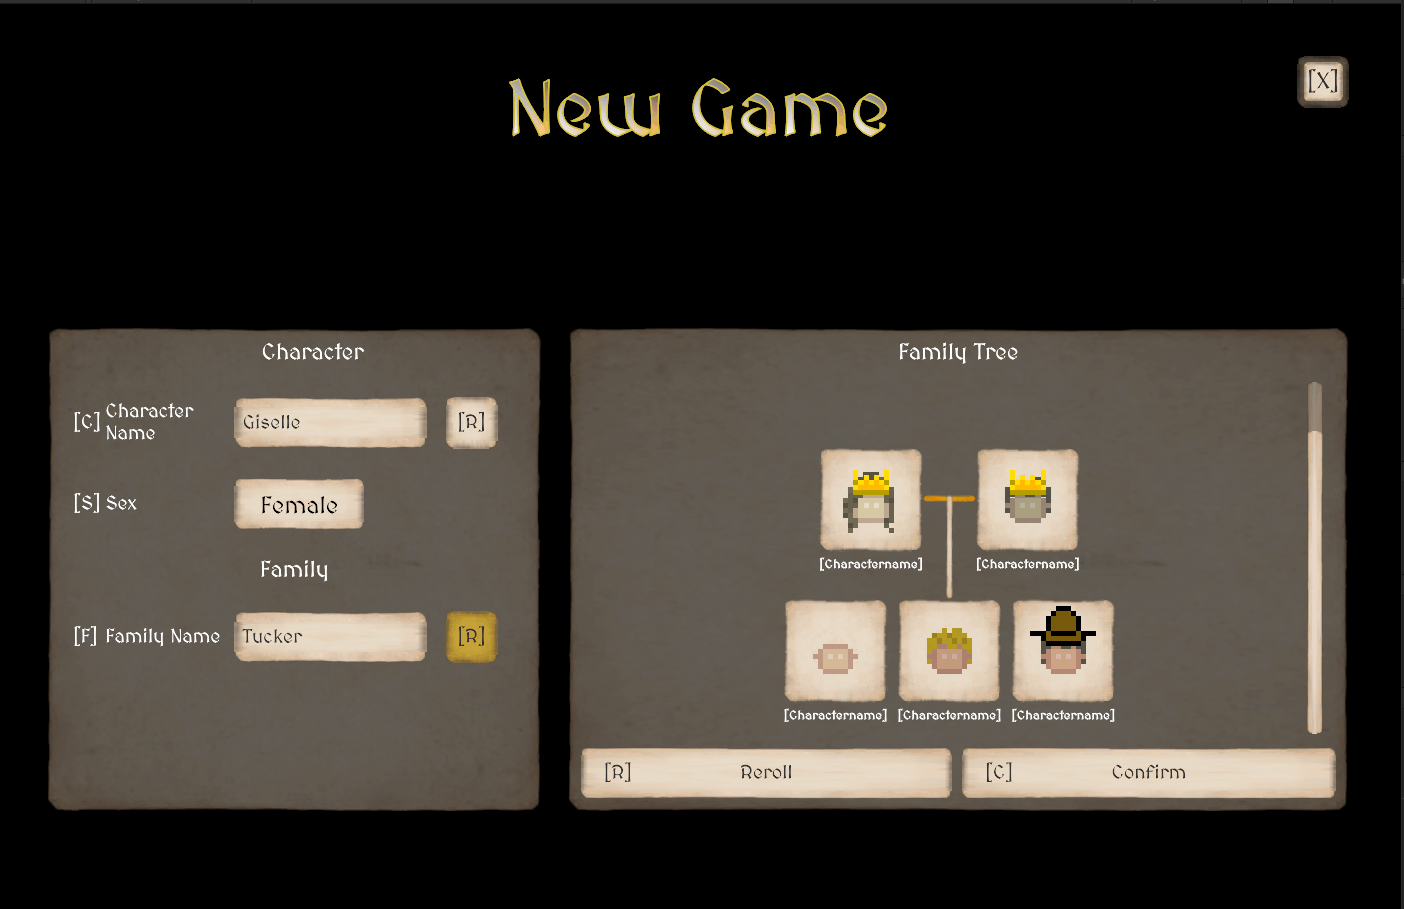 New Game
[X]
Character
[C] Character Name
Giselle
[R]
[S] Sex
Female
Family
[F] Family Name
Tucker
[R]
Family Tree
[Charactername]
[Charactername]
[Charactername]
[Charactername]
[Charactername]
[R] Reroll
[C] Confirm